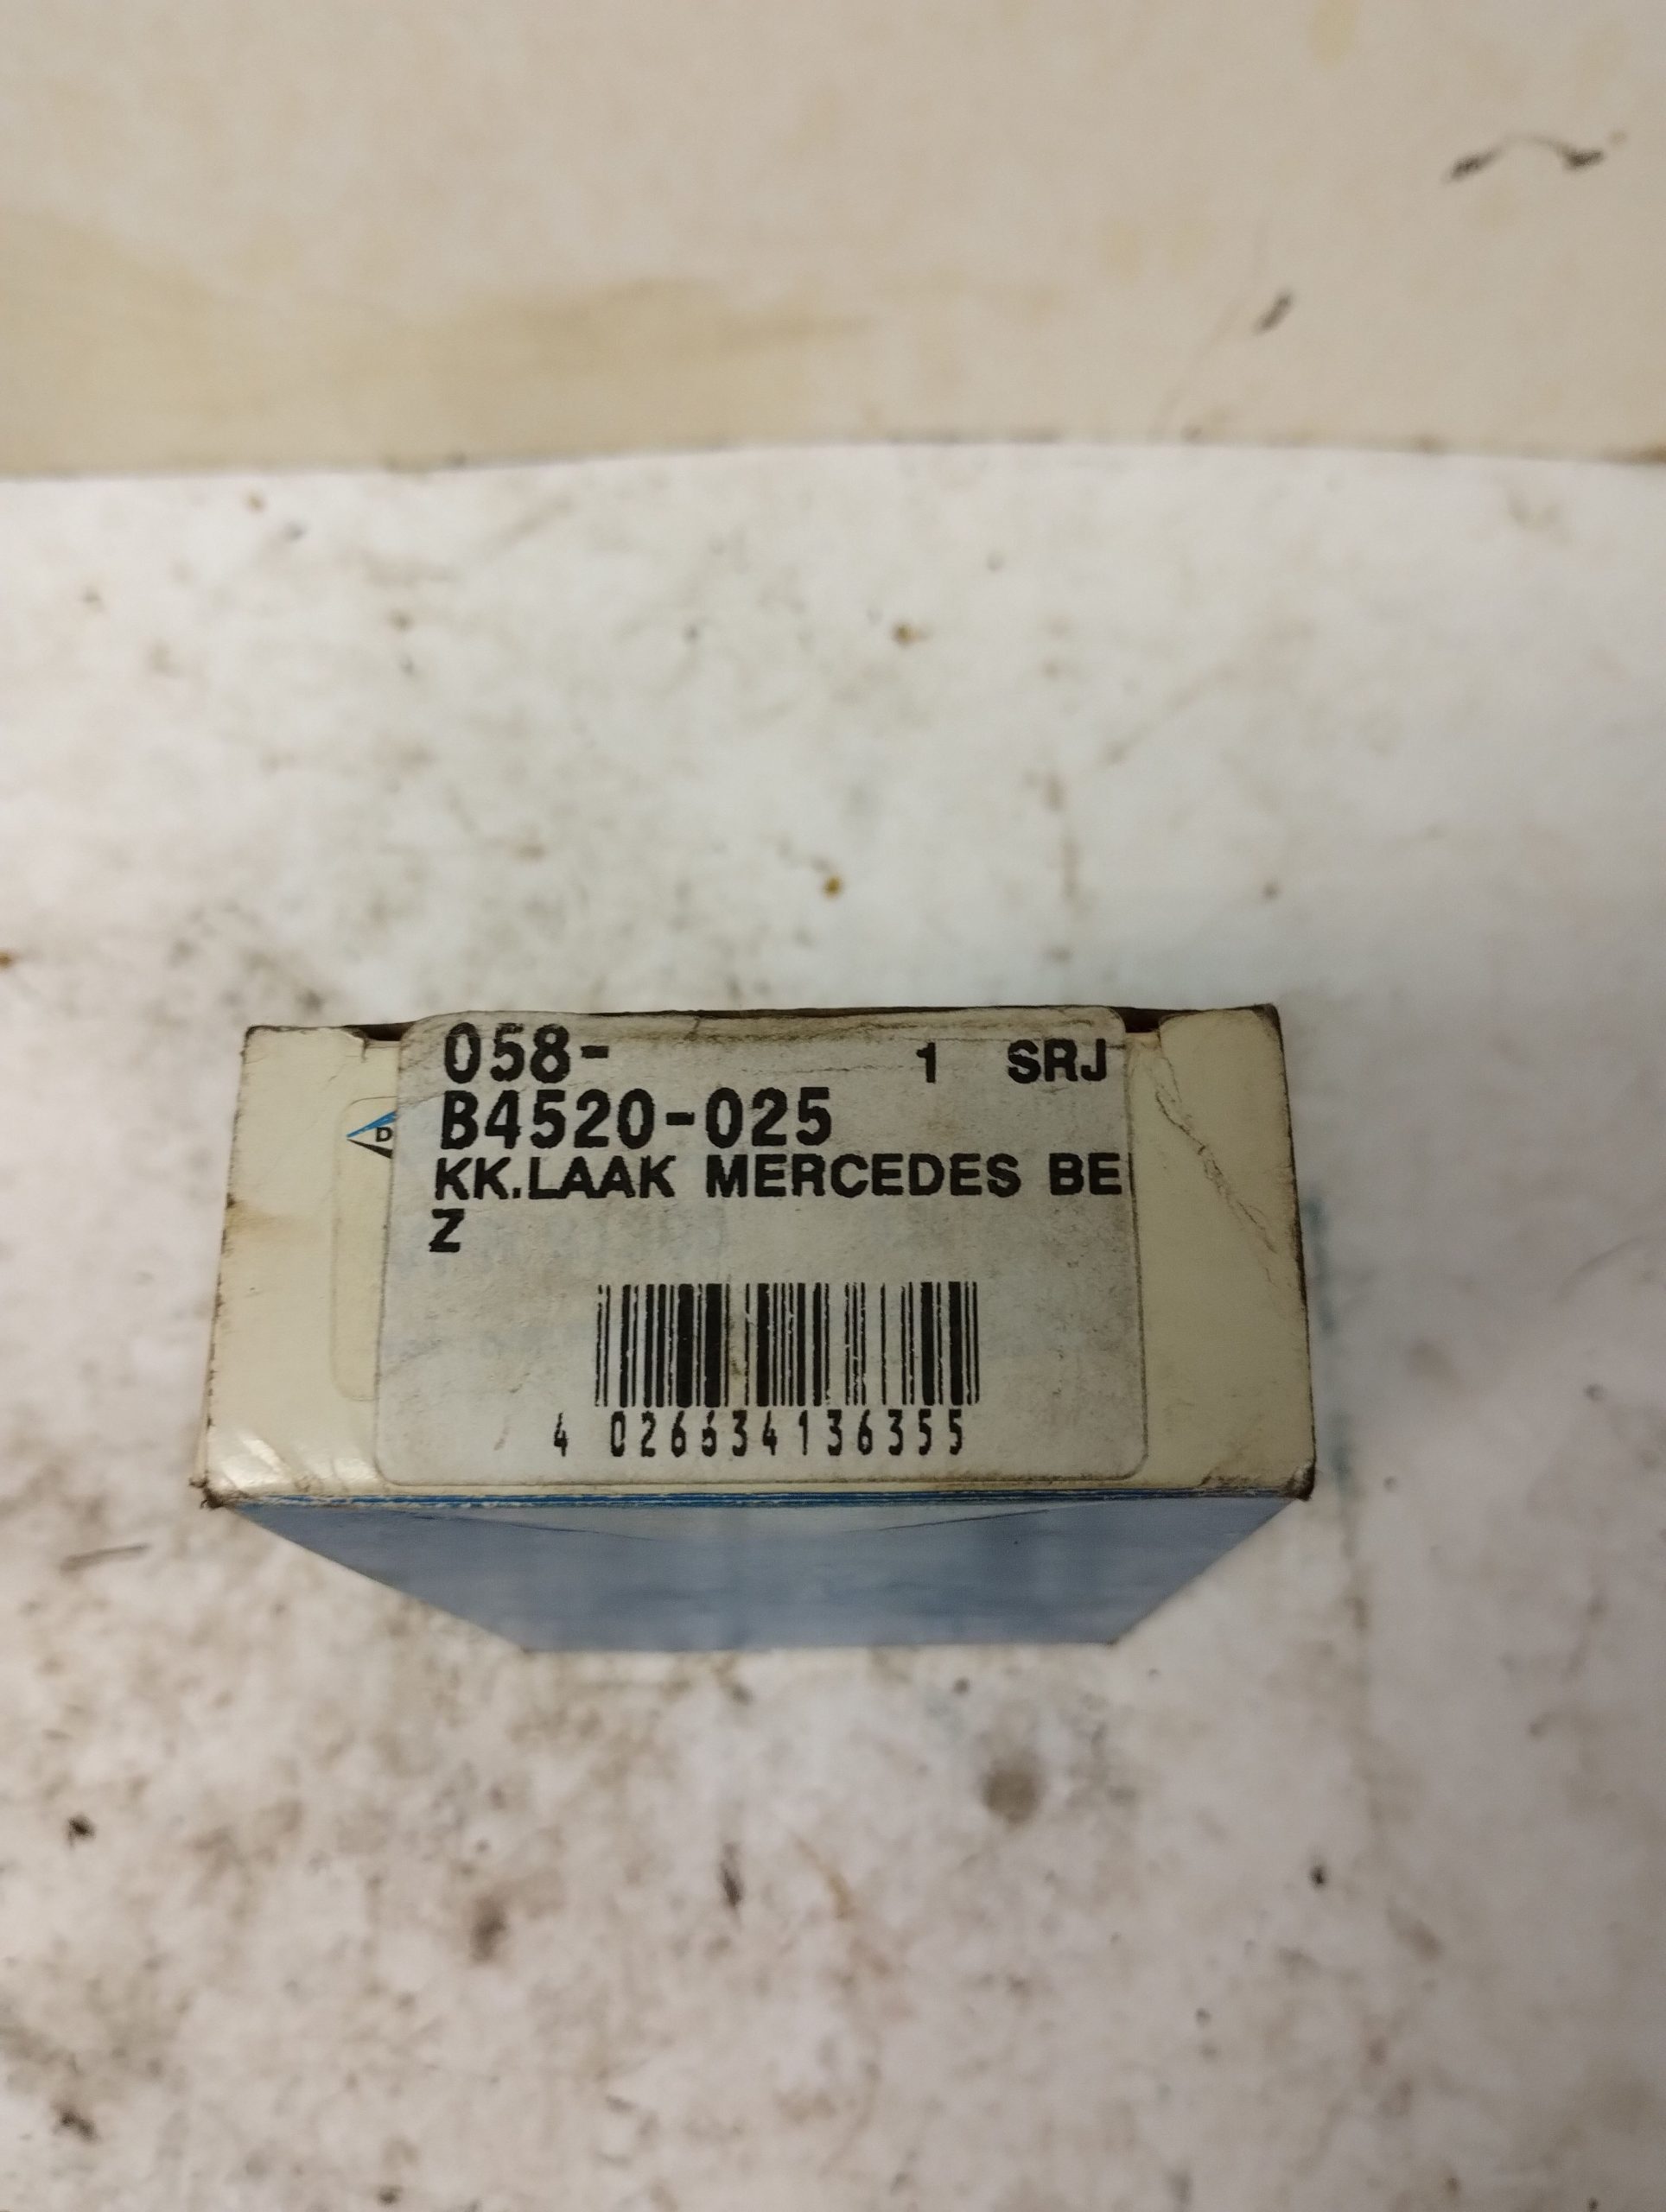 058-
1 SRJ
B4520-025
KK.LAAK MERCEDES BE
Z
D
4 026634136355